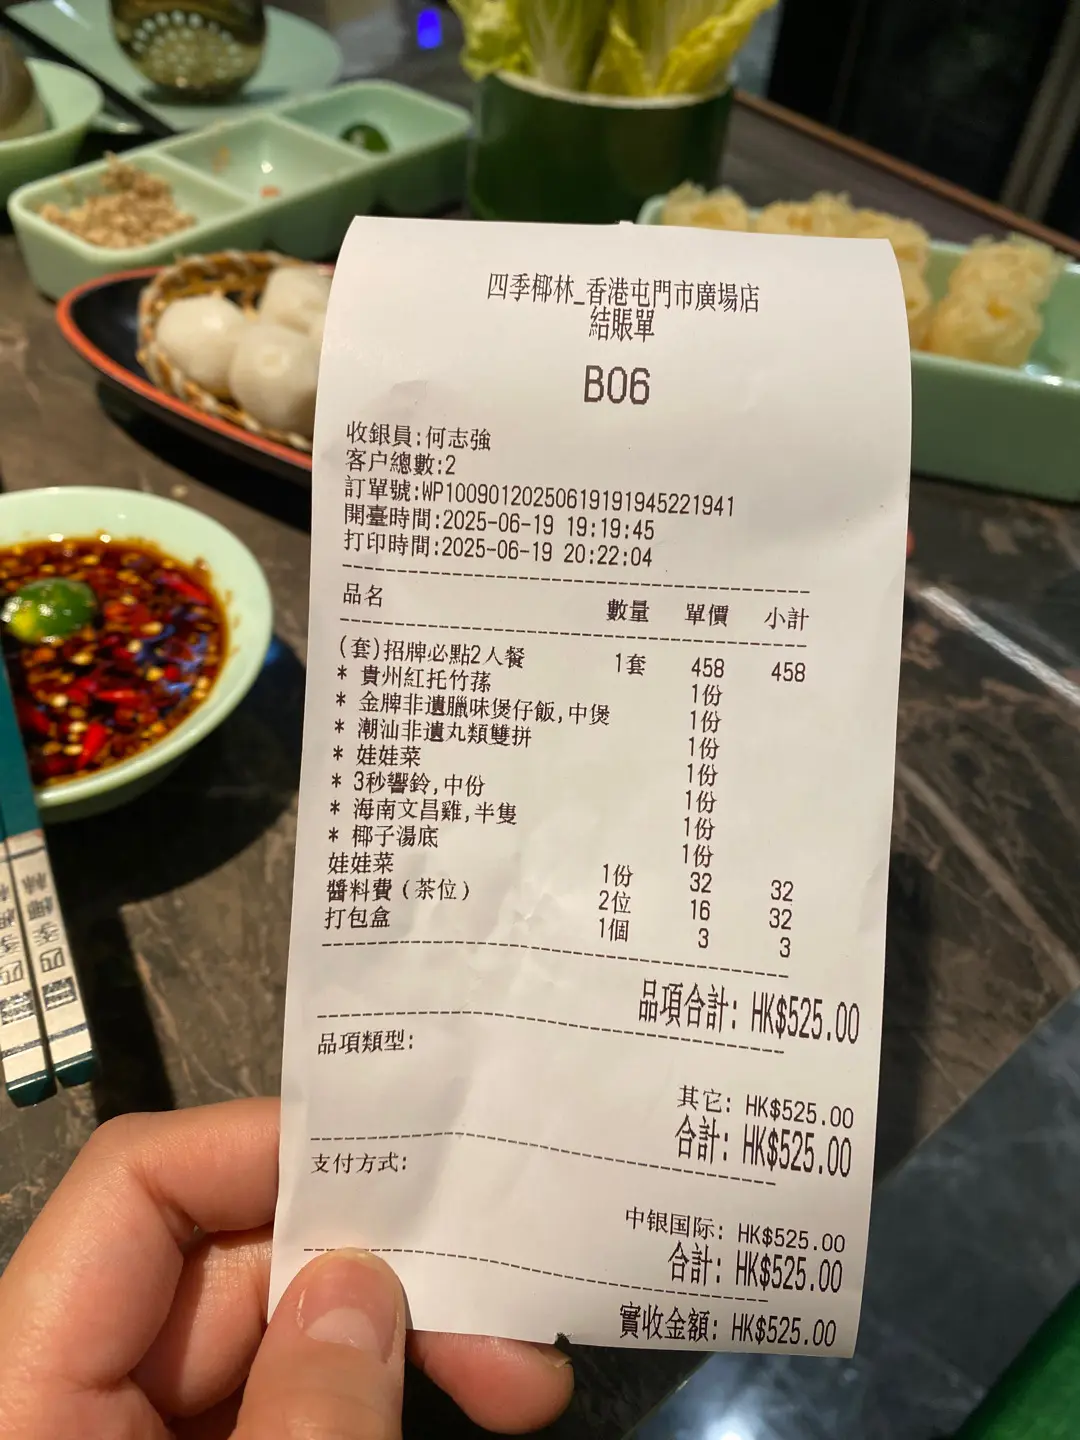 四季椰林_香港屯門市廣場店
結賬單
B06
收銀員:何志強
客户總數:2
訂單號:WP10090120250619191945221941
開臺時間:2025-06-19 19:19:45
打印時間:2025-06-19 20:22:04
品名 數量 單價 小計
(套)招牌必點2人餐 1套 458 458
* 貴州紅托竹蓀 1份
* 金牌非遺臘味煲仔飯,中煲 1份
* 潮汕非遺丸類雙拼 1份
* 娃娃菜 1份
* 3秒響鈴,中份 1份
* 海南文昌雞,半隻 1份
* 椰子湯底 1份
娃娃菜 1份 32 32
醬料費(茶位) 2位 16 32
打包盒 1個 3 3
品項合計: HK$525.00
品項類型:
其它: HK$525.00
合計: HK$525.00
支付方式:
中银国际: HK$525.00
合計: HK$525.00
實收金額: HK$525.00
四季椰林